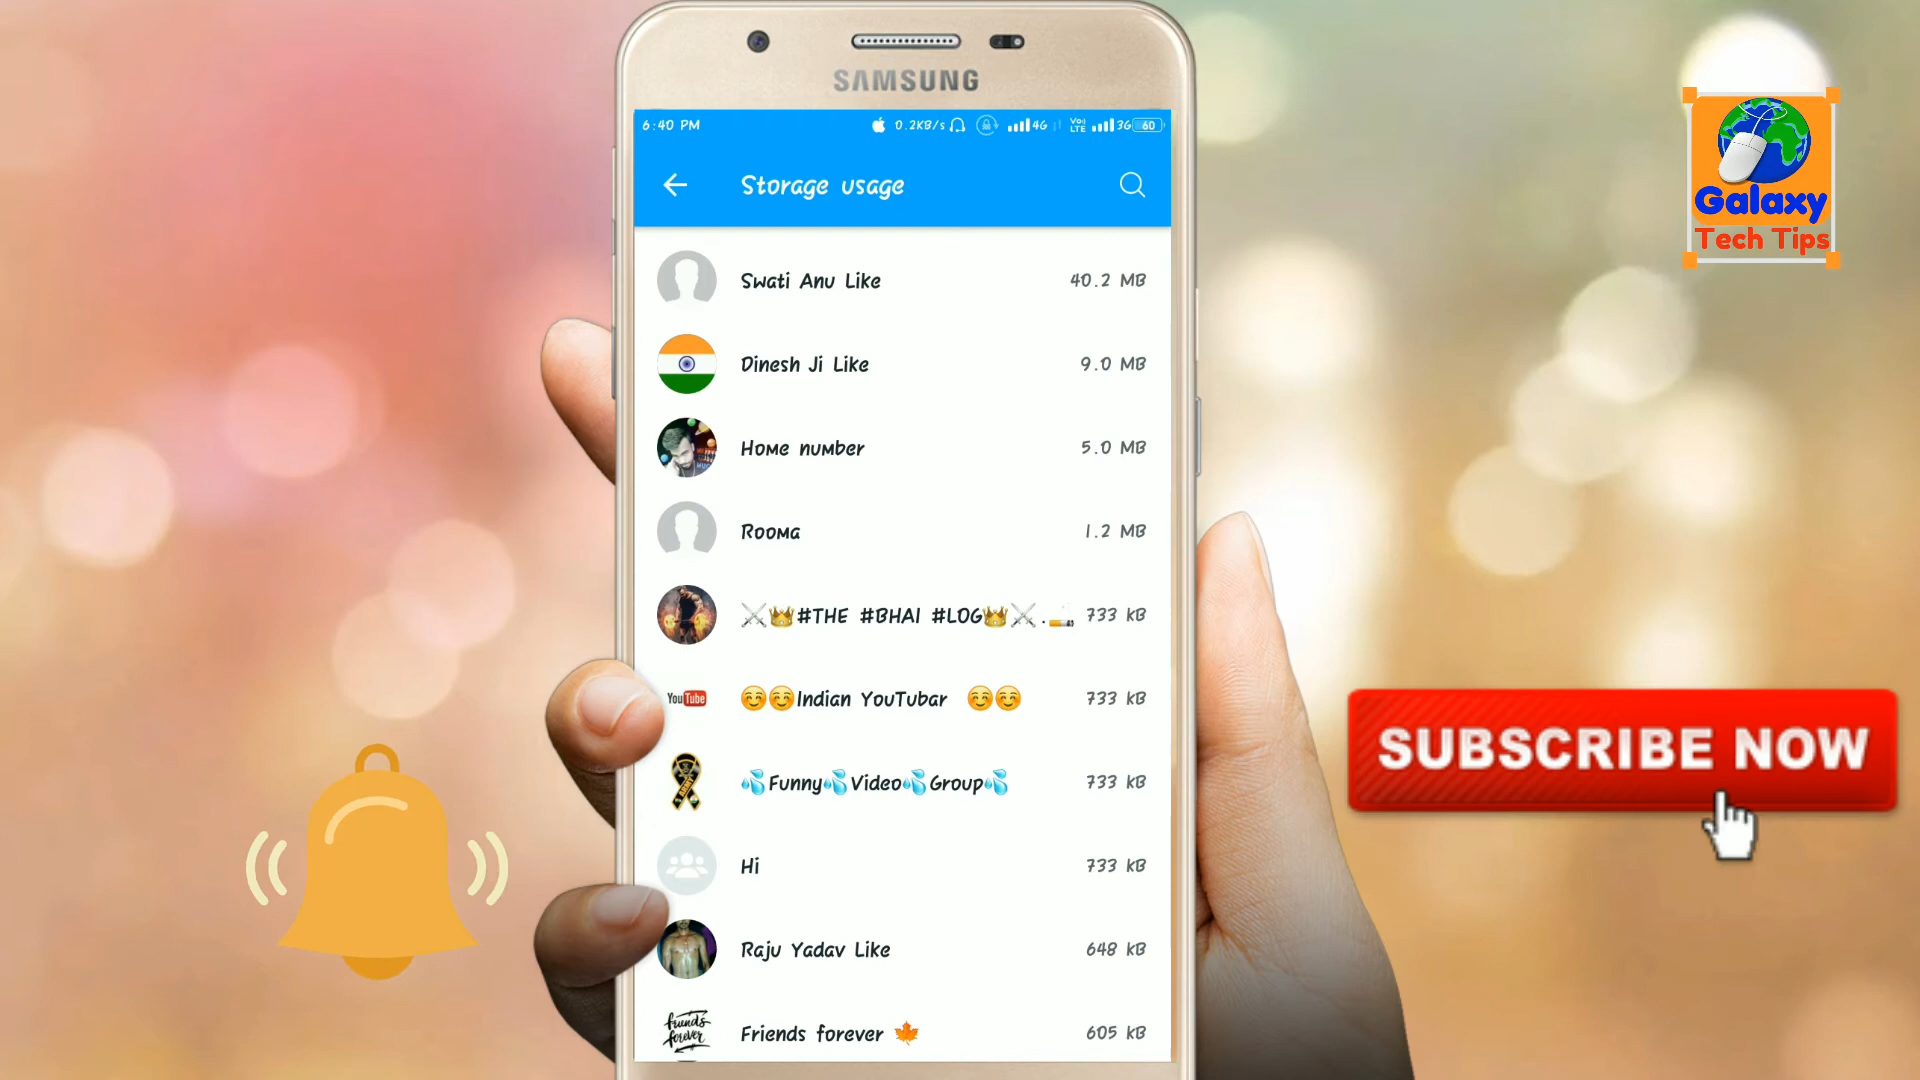 SAMSUNG
6:40 PM 0.2KB/s 4G VoLTE 3G 60
Storage usage
Swati Anu Like 40.2 MB
Dinesh Ji Like 9.0 MB
Home number 5.0 MB
Rooma 1.2 MB
⚔👑#THE #BHAI #LOG👑⚔.🚬 733 kB
YouTube
☺☺Indian YouTubar ☺☺ 733 kB
💦Funny💦Video💦Group💦 733 kB
Hi 733 kB
Raju Yadav Like 648 kB
friends forever
Friends forever 🍁 605 kB
Galaxy
Tech Tips
SUBSCRIBE NOW